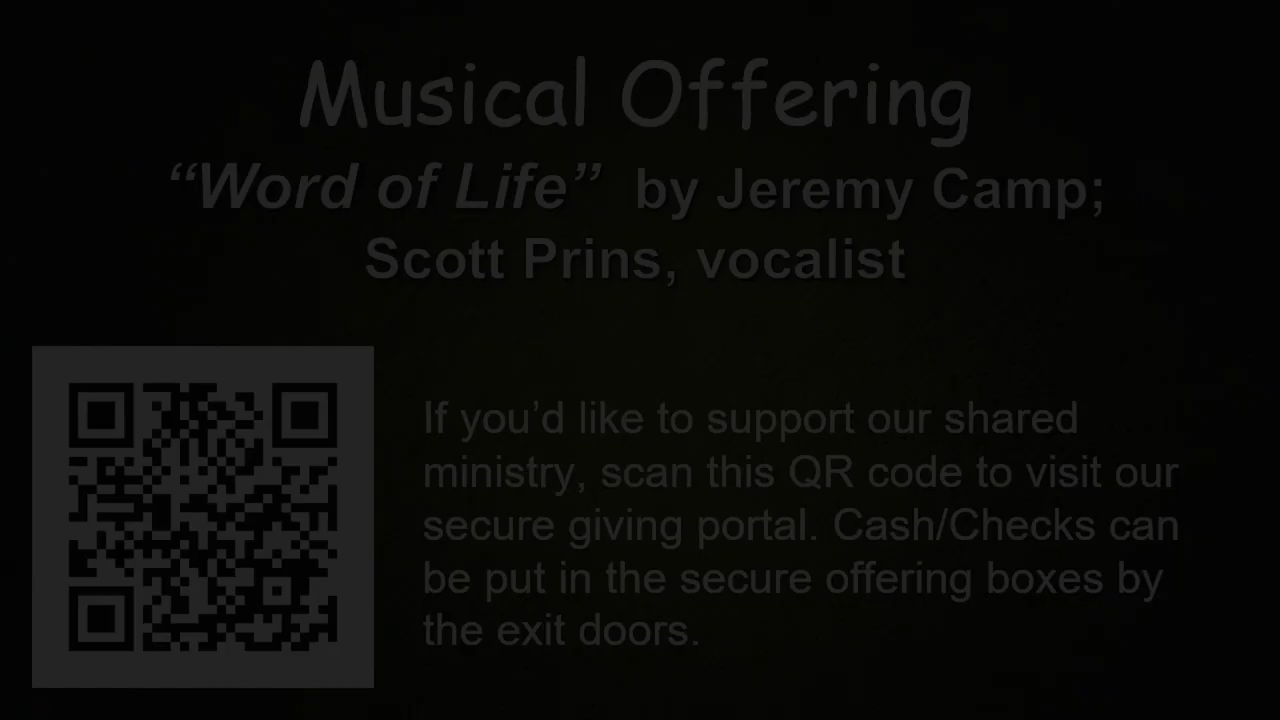 Musical Offering
“Word of Life” by Jeremy Camp;
Scott Prins, vocalist
If you’d like to support our shared
ministry, scan this QR code to visit our
secure giving portal. Cash/Checks can
be put in the secure offering boxes by
the exit doors.